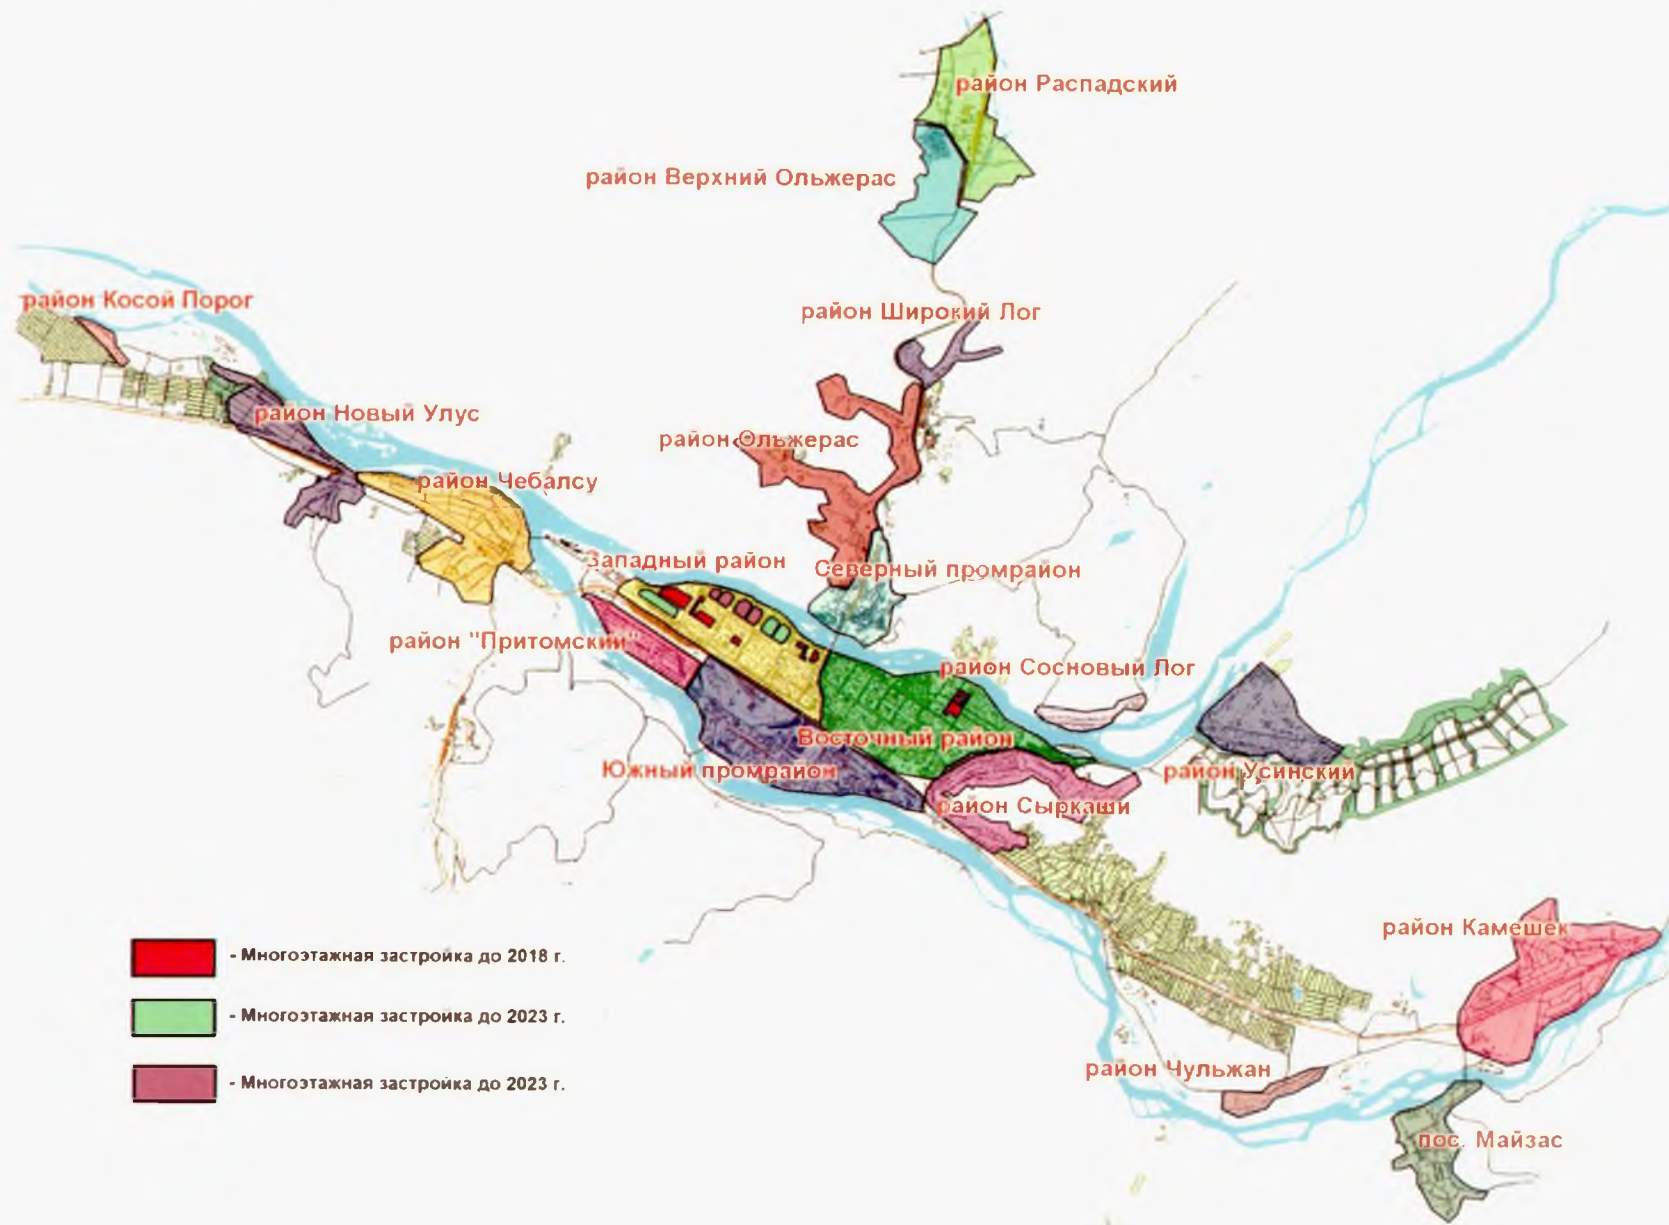 район Распадский
район Верхний Ольжерас
район Косой Порог
район Широкий Лог
район Новый Улус
район Ольжерас
район Чебалсу
Западный район
Северный промрайон
район "Притомский"
район Сосновый Лог
Восточный район
Южный промрайон
район Усинский
район Сыркаши
район Камешек
- Многоэтажная застройка до 2018 г.
- Многоэтажная застройка до 2023 г.
- Многоэтажная застройка до 2023 г.
район Чульжан
пос. Майзас